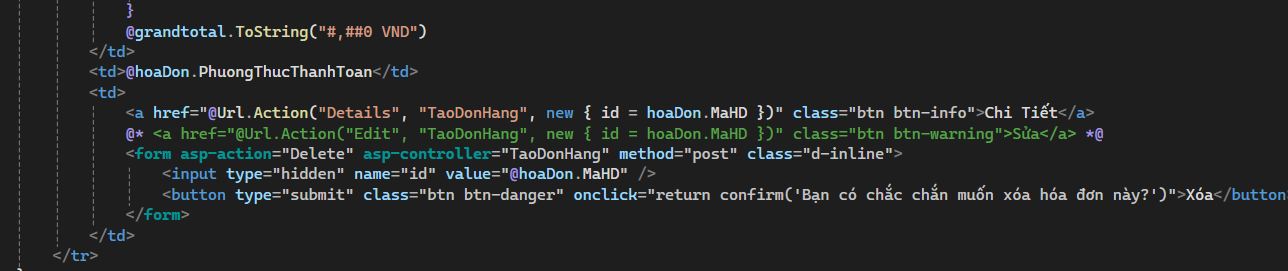 }
@grandtotal.ToString("#,##0 VND")
</td>
<td>@hoaDon.PhuongThucThanhToan</td>
<td>
<a href="@Url.Action("Details", "TaoDonHang", new { id = hoaDon.MaHD })" class="btn btn-info">Chi Tiết</a>
@* <a href="@Url.Action("Edit", "TaoDonHang", new { id = hoaDon.MaHD })" class="btn btn-warning">Sửa</a> *@
<form asp-action="Delete" asp-controller="TaoDonHang" method="post" class="d-inline">
<input type="hidden" name="id" value="@hoaDon.MaHD" />
<button type="submit" class="btn btn-danger" onclick="return confirm('Bạn có chắc chắn muốn xóa hóa đơn này?')">Xóa</button
</form>
</td>
</tr>